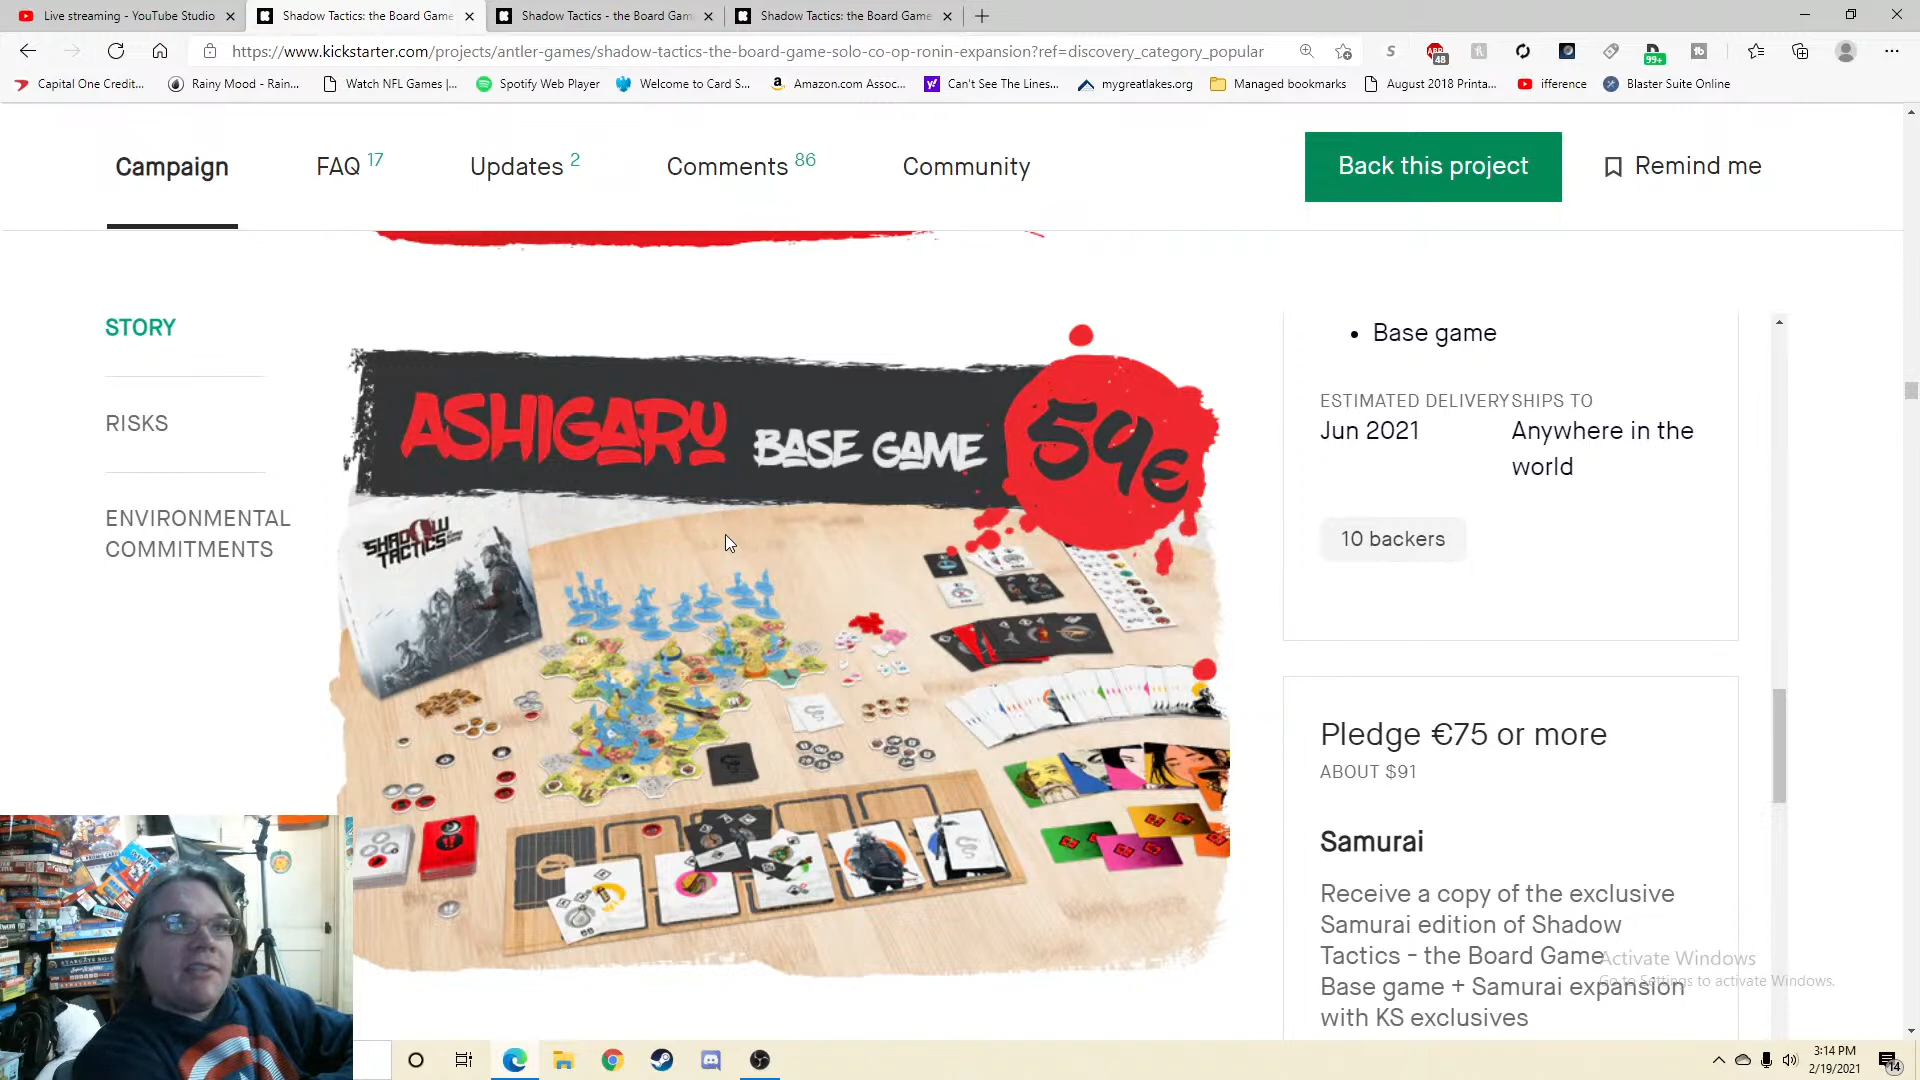 Live streaming - YouTube Studio
Shadow Tactics: the Board Game
Shadow Tactics - the Board Gam
Shadow Tactics: the Board Game
https://www.kickstarter.com/projects/antler-games/shadow-tactics-the-board-game-solo-co-op-ronin-expansion?ref=discovery_category_popular
48
99+
Capital One Credit...
Rainy Mood - Rain...
Watch NFL Games |...
Spotify Web Player
Welcome to Card S...
Amazon.com Assoc...
Can't See The Lines...
mygreatlakes.org
Managed bookmarks
August 2018 Printa...
ifference
Blaster Suite Online
Campaign
FAQ 17
Updates 2
Comments 86
Community
Back this project
Remind me
STORY
RISKS
ENVIRONMENTAL
COMMITMENTS
ASHIGARU BASE GAME 59€
SHADOW
TACTICS
Base game
ESTIMATED DELIVERY
Jun 2021
SHIPS TO
Anywhere in the
world
10 backers
Pledge €75 or more
ABOUT $91
Samurai
Receive a copy of the exclusive
Samurai edition of Shadow
Tactics - the Board Game
Base game + Samurai expansion
with KS exclusives
Activate Windows
Go to Settings to activate Windows.
3:14 PM
2/19/2021
14